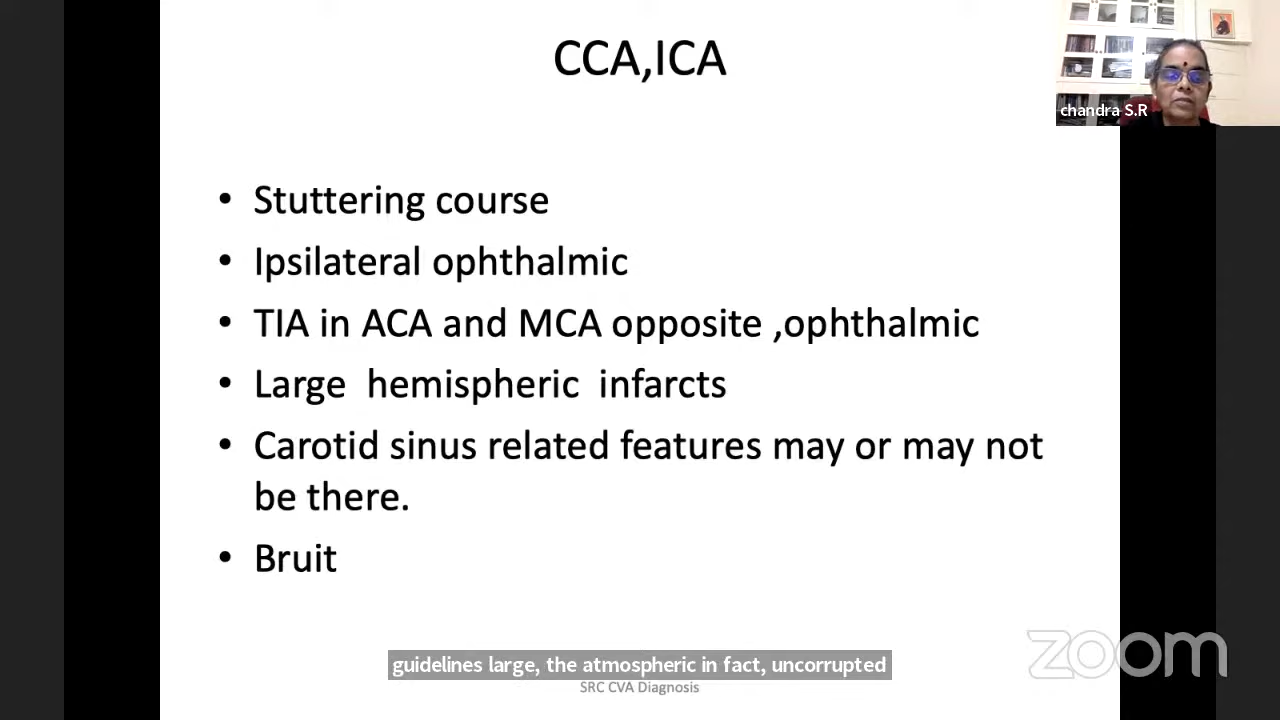 CCA,ICA
chandra S.R
• Stuttering course
• Ipsilateral ophthalmic
• TIA in ACA and MCA opposite ,ophthalmic
• Large hemispheric infarcts
• Carotid sinus related features may or may not
be there.
• Bruit
guidelines large, the atmospheric in fact, uncorrupted
SRC CVA Diagnosis
zoom